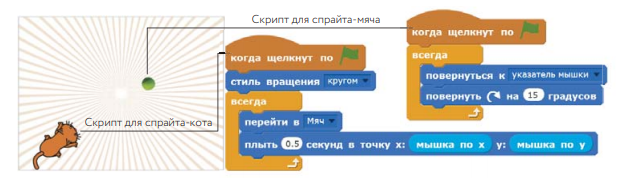 Скрипт для спрайта-мяча
когда щелкнут по
всегда
повернуться к указатель мышки
повернуть на 15 градусов
Скрипт для спрайта-кота
когда щелкнут по
стиль вращения кругом
всегда
перейти в Мяч
плыть 0.5 секунд в точку x: мышка по x y: мышка по y